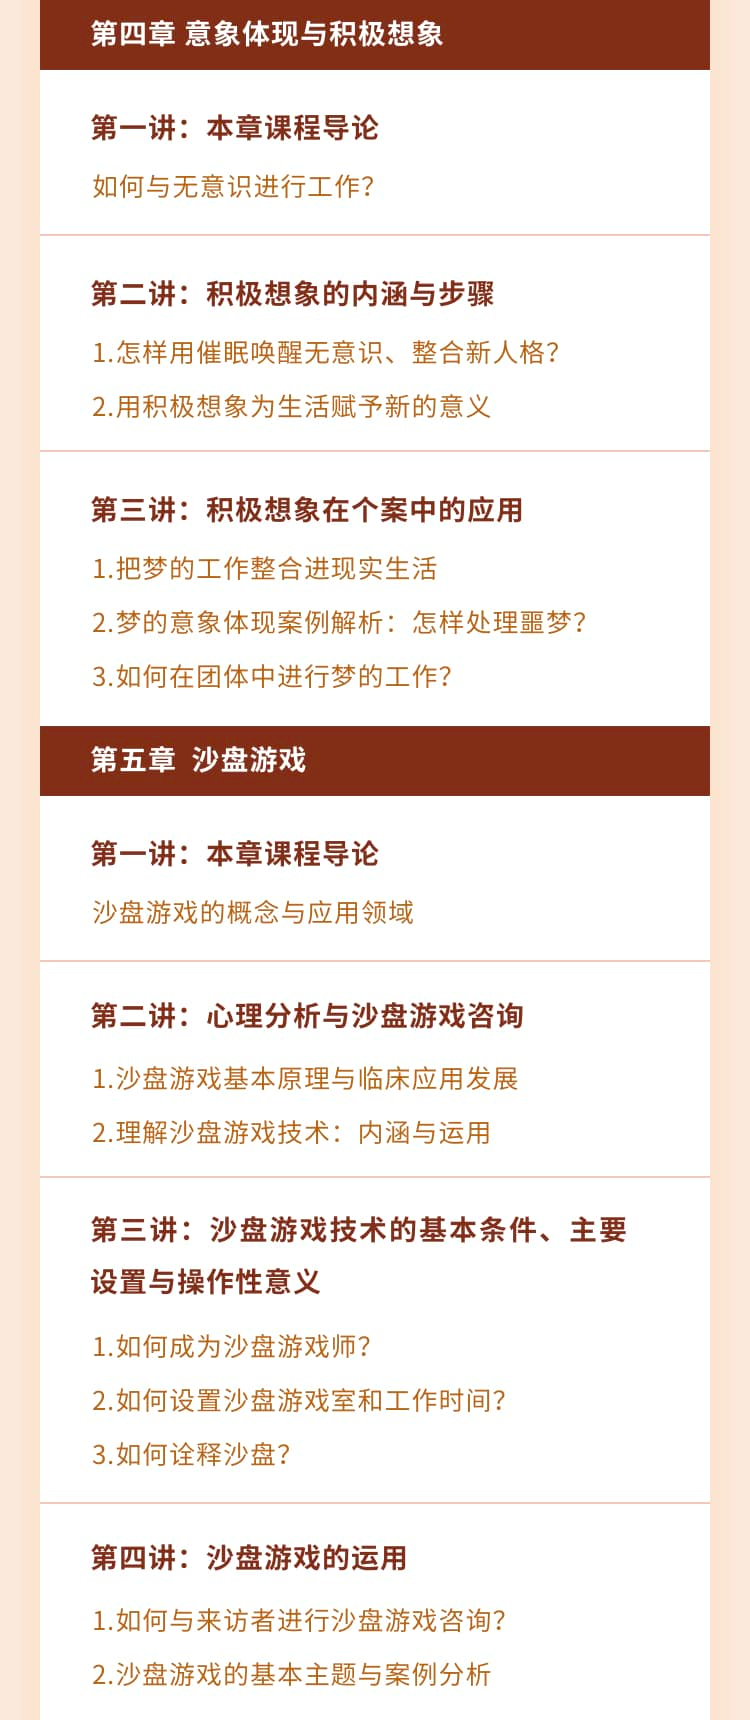 第四章 意象体现与积极想象
第一讲：本章课程导论
如何与无意识进行工作？
第二讲：积极想象的内涵与步骤
1.怎样用催眠唤醒无意识、整合新人格？
2.用积极想象为生活赋予新的意义
第三讲：积极想象在个案中的应用
1.把梦的工作整合进现实生活
2.梦的意象体现案例解析：怎样处理噩梦？
3.如何在团体中进行梦的工作？
第五章 沙盘游戏
第一讲：本章课程导论
沙盘游戏的概念与应用领域
第二讲：心理分析与沙盘游戏咨询
1.沙盘游戏基本原理与临床应用发展
2.理解沙盘游戏技术：内涵与运用
第三讲：沙盘游戏技术的基本条件、主要
设置与操作性意义
1.如何成为沙盘游戏师？
2.如何设置沙盘游戏室和工作时间？
3.如何诠释沙盘？
第四讲：沙盘游戏的运用
1.如何与来访者进行沙盘游戏咨询？
2.沙盘游戏的基本主题与案例分析